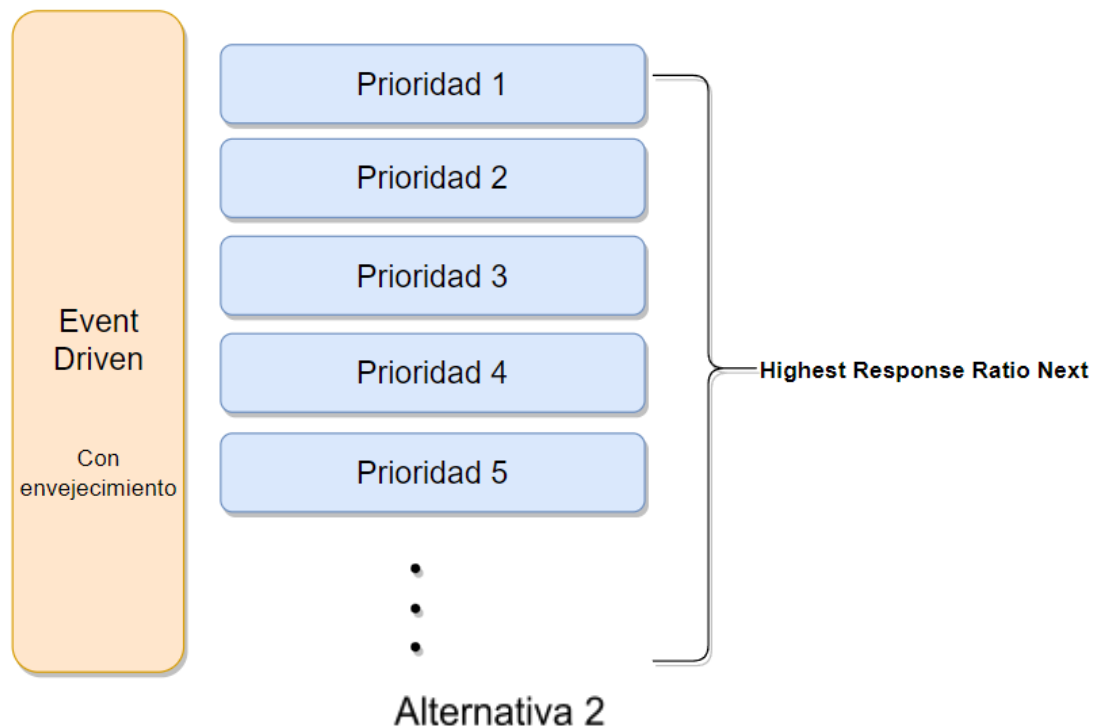 Event
Driven
Con
envejecimiento
Prioridad 1
Prioridad 2
Prioridad 3
Prioridad 4
Prioridad 5
Highest Response Ratio Next
Alternativa 2